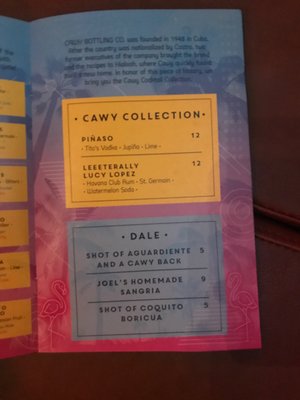 CAWY BOTTLING CO. was founded in 1948 in Cuba.
After the country was nationalized by Castro, two
former executives of the company brought the brand
and the recipes to Hialeah, where Cawy quickly found
itself a new home. In honor of this piece of history, we
bring you the Cawy Cocktail Collection.
• CAWY COLLECTION •
PIÑASO 12
• Tito's Vodka • Jupiña • Lime •
LEEETERALLY 12
LUCY LOPEZ
• Havana Club Rum • St. Germain •
• Watermelon Soda •
• DALE •
SHOT OF AGUARDIENTE 5
AND A CAWY BACK
JOEL'S HOMEMADE 9
SANGRIA
SHOT OF COQUITO 5
BORICUA